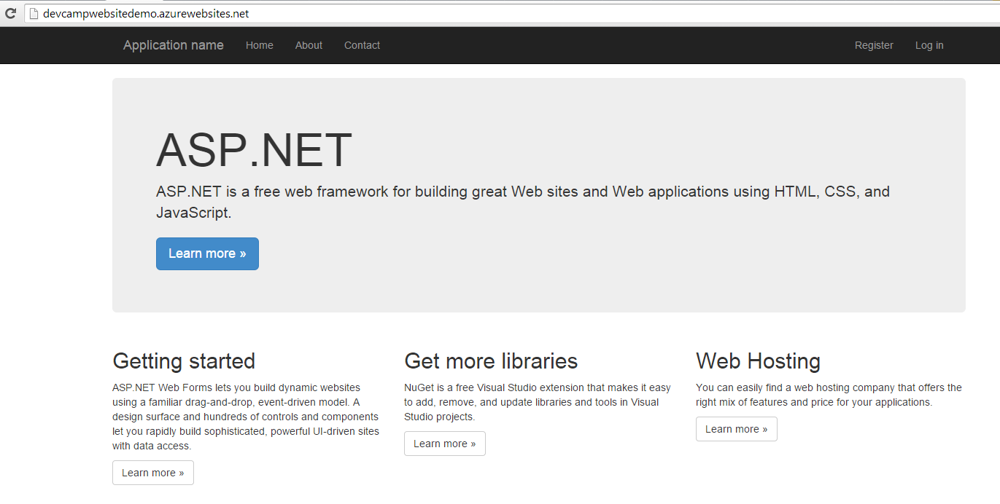 devcampwebsitedemo.azurewebsites.net
Application name Home About Contact Register Log in
ASP.NET
ASP.NET is a free web framework for building great Web sites and Web applications using HTML, CSS, and
JavaScript.
Learn more »
Getting started
ASP.NET Web Forms lets you build dynamic websites
using a familiar drag-and-drop, event-driven model. A
design surface and hundreds of controls and components
let you rapidly build sophisticated, powerful UI-driven sites
with data access.
Learn more »
Get more libraries
NuGet is a free Visual Studio extension that makes it easy
to add, remove, and update libraries and tools in Visual
Studio projects.
Learn more »
Web Hosting
You can easily find a web hosting company that offers the
right mix of features and price for your applications.
Learn more »